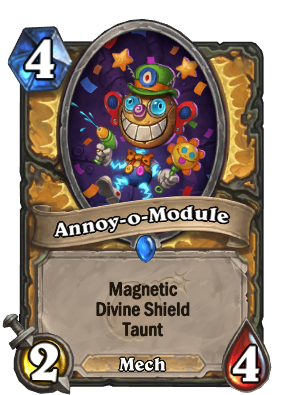 4
Annoy-o-Module
Magnetic
Divine Shield
Taunt
2
Mech
4